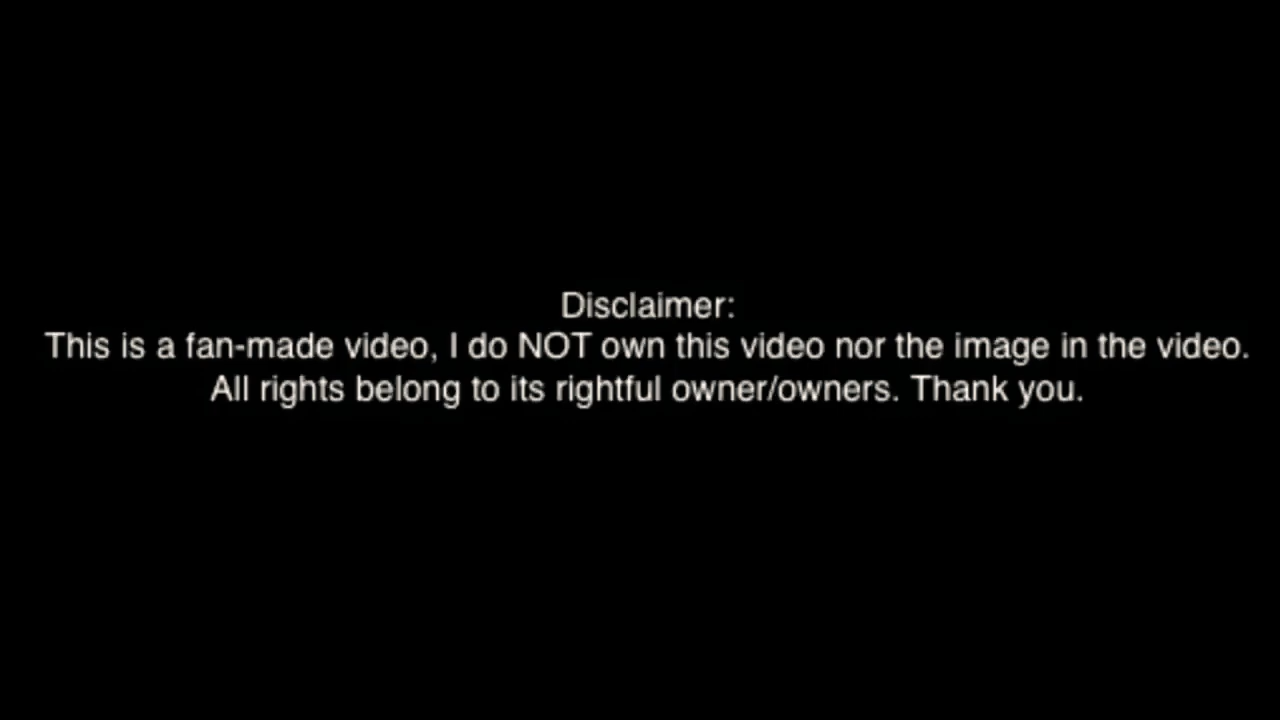 Disclaimer:
This is a fan-made video, I do NOT own this video nor the image in the video.
All rights belong to its rightful owner/owners. Thank you.